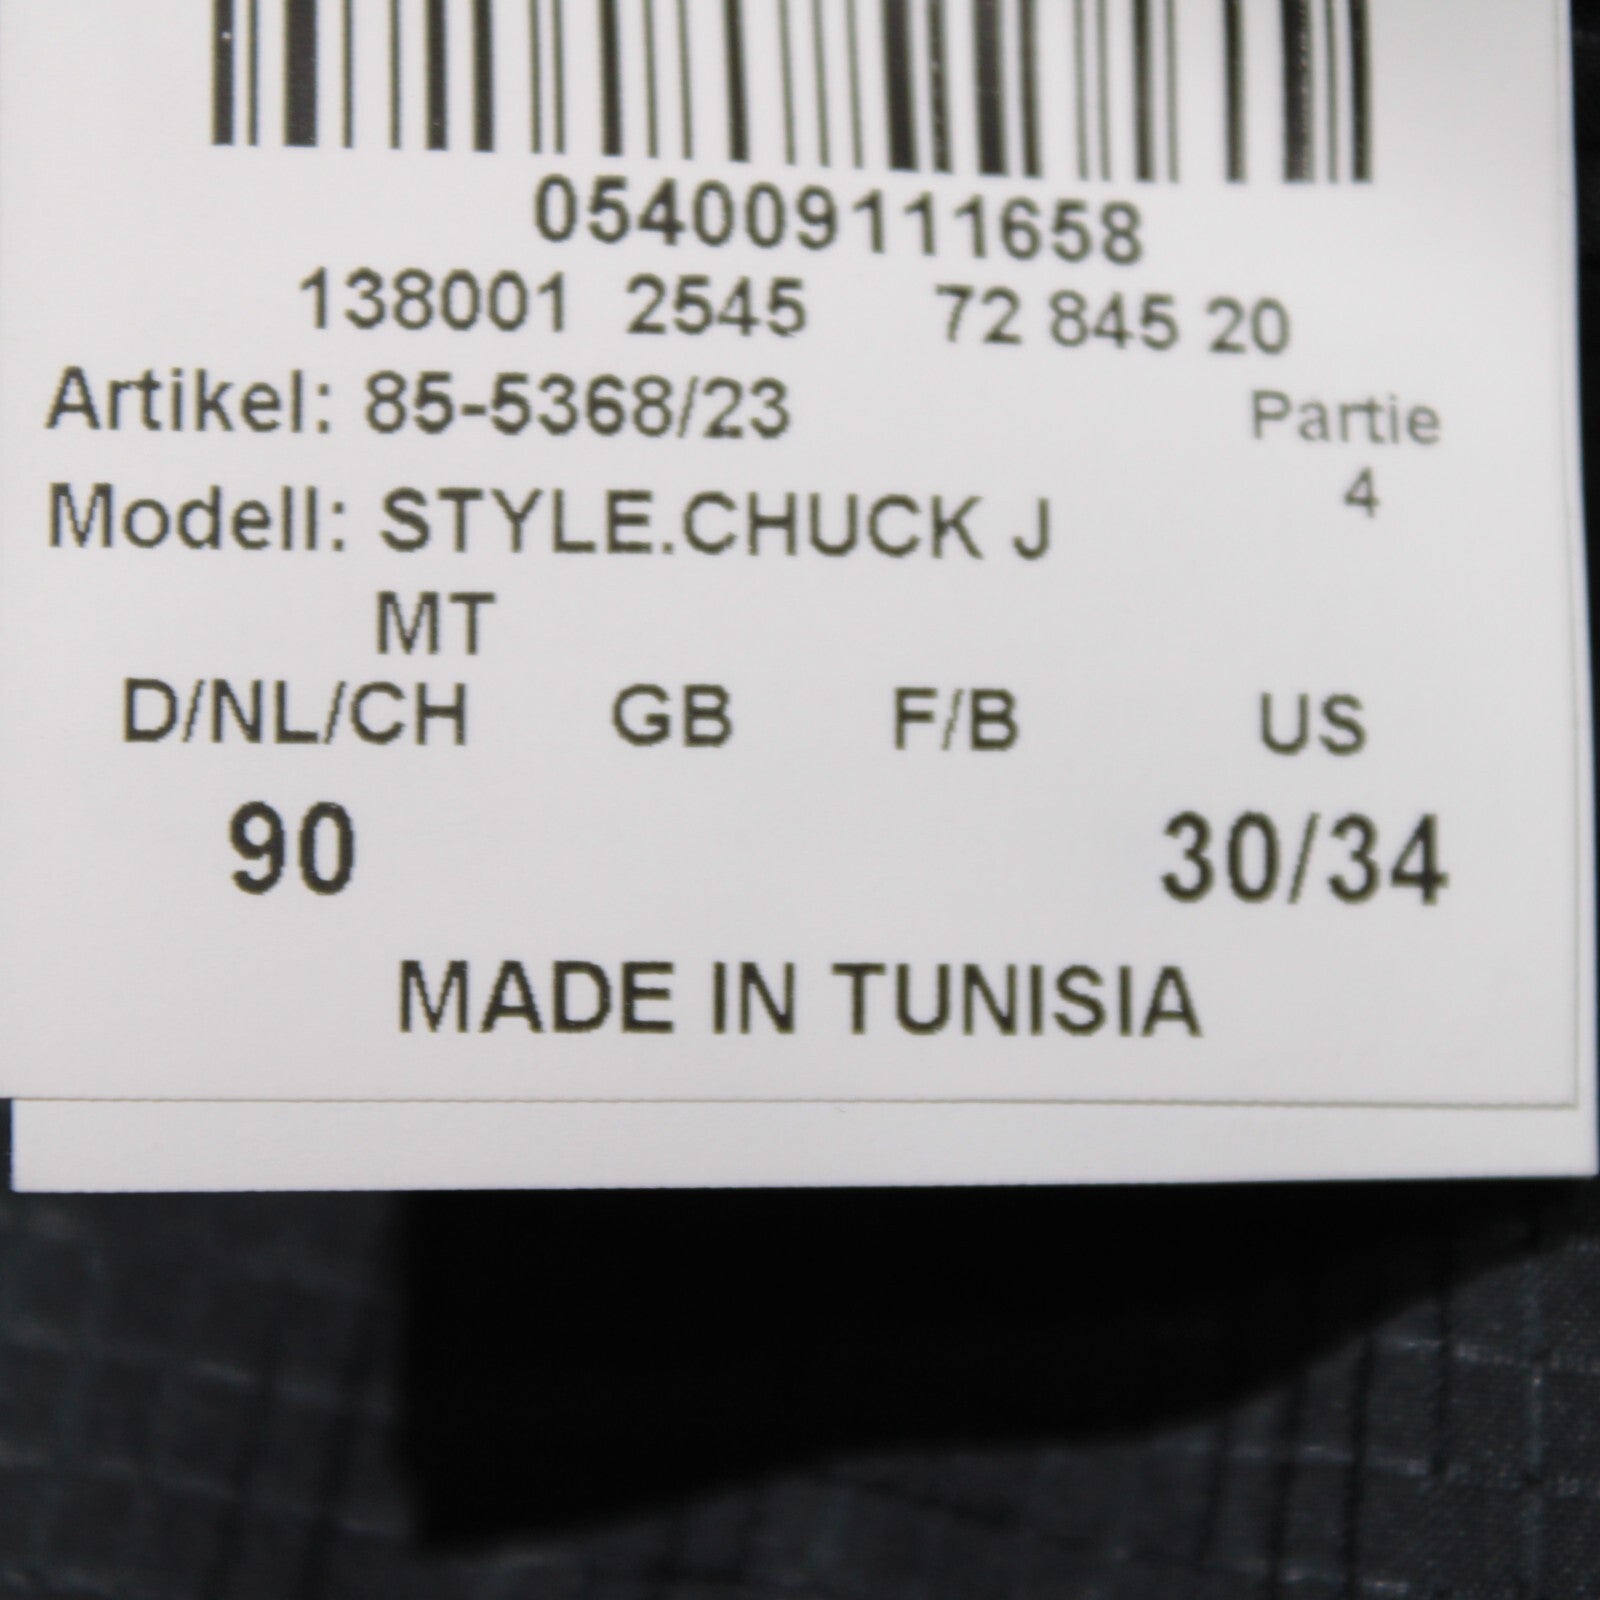 054009111658
138001 2545 72 845 20
Artikel: 85-5368/23 Partie
4
Modell: STYLE.CHUCK J
MT
D/NL/CH GB F/B US
90 30/34
MADE IN TUNISIA